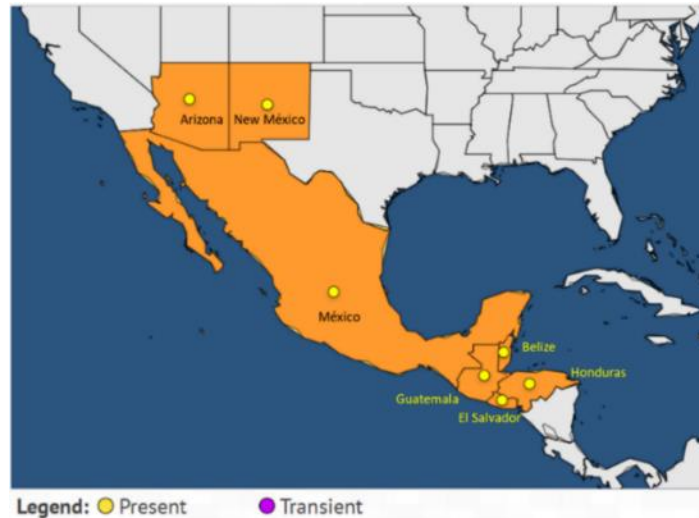 Arizona
New México
México
Belize
Honduras
Guatemala
El Salvador
Legend: Present Transient